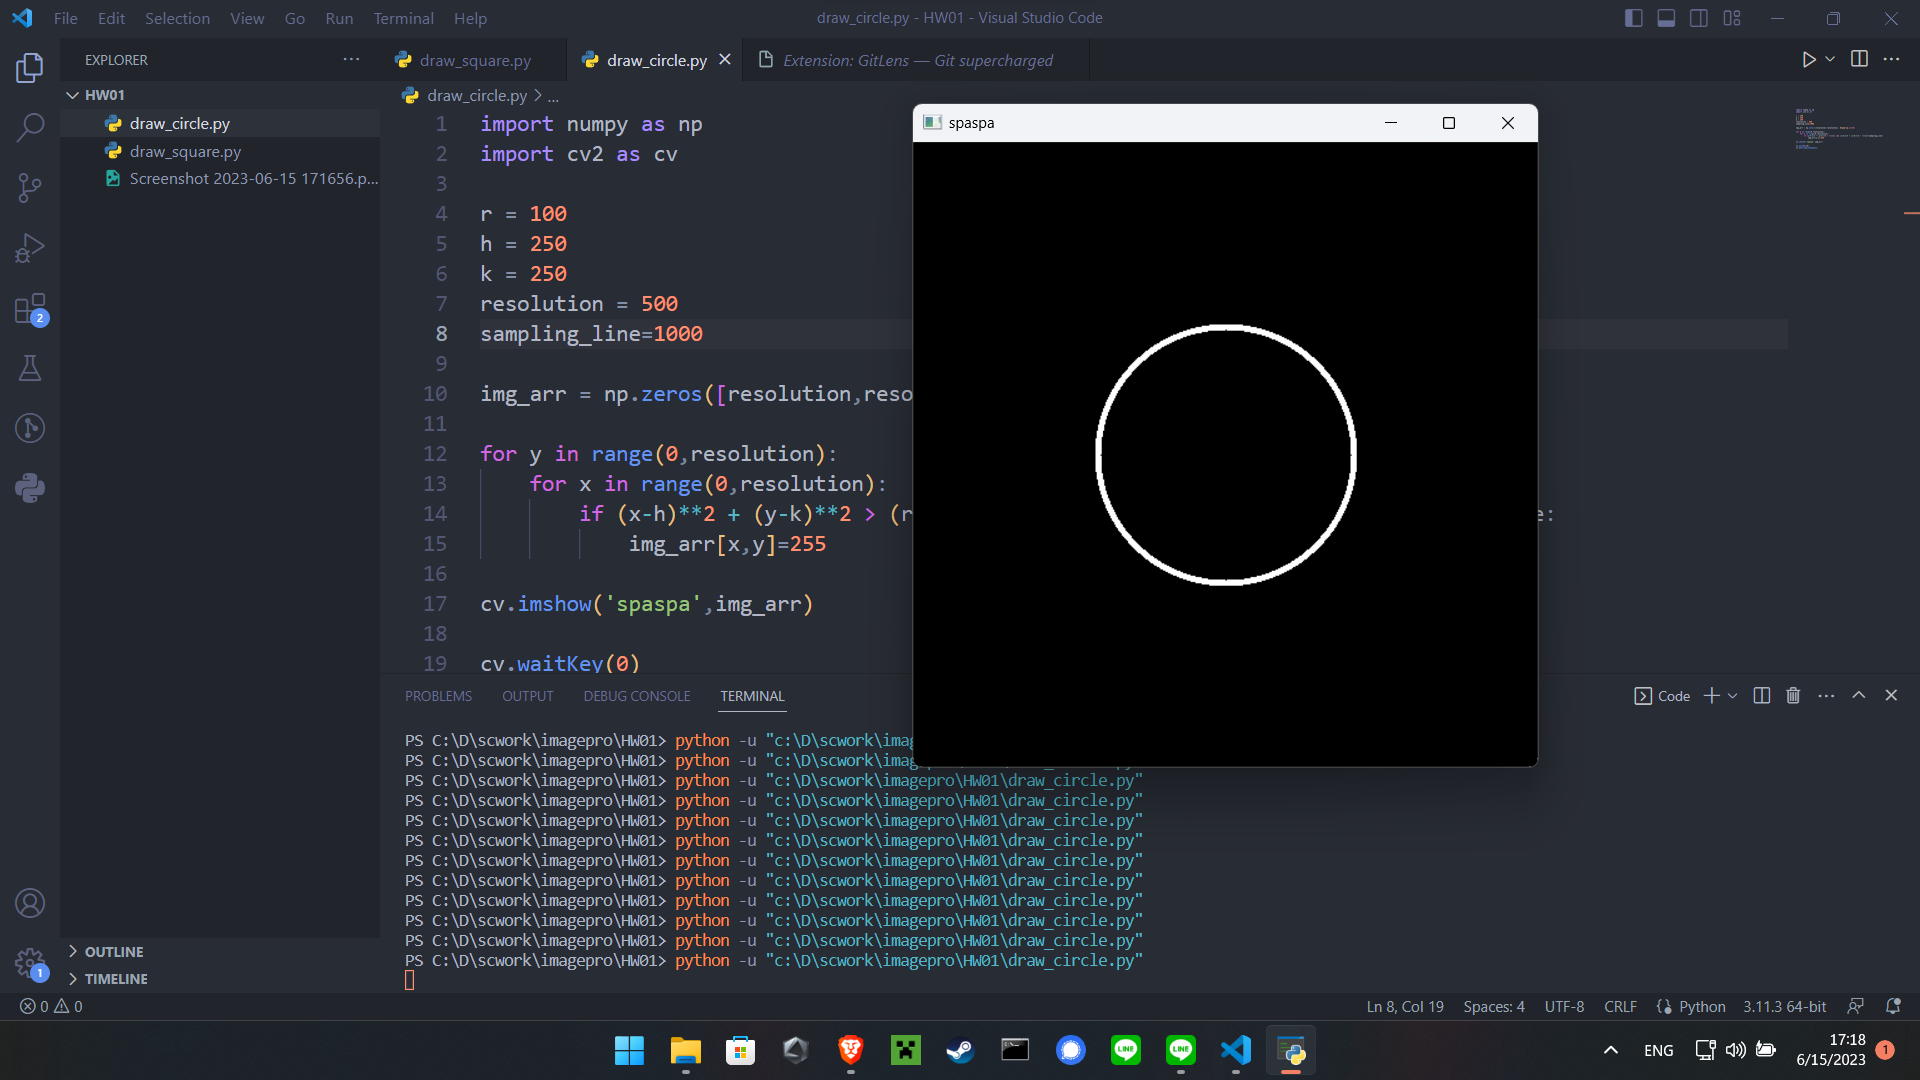 File Edit Selection View Go Run Terminal Help
draw_circle.py - HW01 - Visual Studio Code
EXPLORER
draw_square.py
draw_circle.py
Extension: GitLens — Git supercharged
HW01
draw_circle.py
draw_square.py
Screenshot 2023-06-15 171656.p...
draw_circle.py > ...
1 import numpy as np
2 import cv2 as cv
3
4 r = 100
5 h = 250
6 k = 250
7 resolution = 500
8 sampling_line=1000
9
10 img_arr = np.zeros([resolution,reso
11
12 for y in range(0,resolution):
13 for x in range(0,resolution):
14 if (x-h)**2 + (y-k)**2 > (r e:
15 img_arr[x,y]=255
16
17 cv.imshow('spaspa',img_arr)
18
19 cv.waitKey(0)
spaspa
2
PROBLEMS OUTPUT DEBUG CONSOLE TERMINAL
Code
PS C:\D\scwork\imagepro\HW01> python -u "c:\D\scwork\imag
PS C:\D\scwork\imagepro\HW01> python -u "c:\D\scwork\imagepro\HW01\draw_circle.py"
PS C:\D\scwork\imagepro\HW01> python -u "c:\D\scwork\imagepro\HW01\draw_circle.py"
PS C:\D\scwork\imagepro\HW01> python -u "c:\D\scwork\imagepro\HW01\draw_circle.py"
PS C:\D\scwork\imagepro\HW01> python -u "c:\D\scwork\imagepro\HW01\draw_circle.py"
PS C:\D\scwork\imagepro\HW01> python -u "c:\D\scwork\imagepro\HW01\draw_circle.py"
PS C:\D\scwork\imagepro\HW01> python -u "c:\D\scwork\imagepro\HW01\draw_circle.py"
PS C:\D\scwork\imagepro\HW01> python -u "c:\D\scwork\imagepro\HW01\draw_circle.py"
PS C:\D\scwork\imagepro\HW01> python -u "c:\D\scwork\imagepro\HW01\draw_circle.py"
PS C:\D\scwork\imagepro\HW01> python -u "c:\D\scwork\imagepro\HW01\draw_circle.py"
PS C:\D\scwork\imagepro\HW01> python -u "c:\D\scwork\imagepro\HW01\draw_circle.py"
PS C:\D\scwork\imagepro\HW01> python -u "c:\D\scwork\imagepro\HW01\draw_circle.py"
OUTLINE
TIMELINE
1
0 0
Ln 8, Col 19 Spaces: 4 UTF-8 CRLF Python 3.11.3 64-bit
LINE
LINE
ENG
17:18
6/15/2023
1